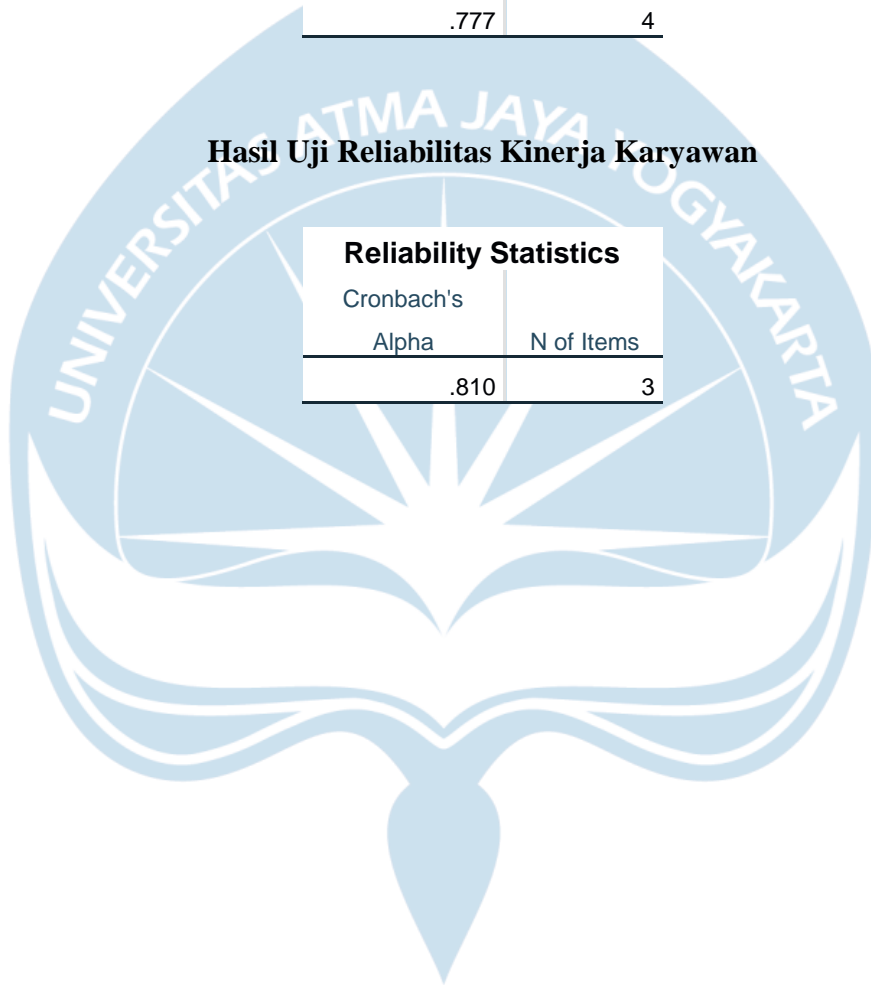 .777 4
UNIVERSITAS ATMA JAYA YOGYAKARTA
Hasil Uji Reliabilitas Kinerja Karyawan
Reliability Statistics
Cronbach's
Alpha N of Items
.810 3